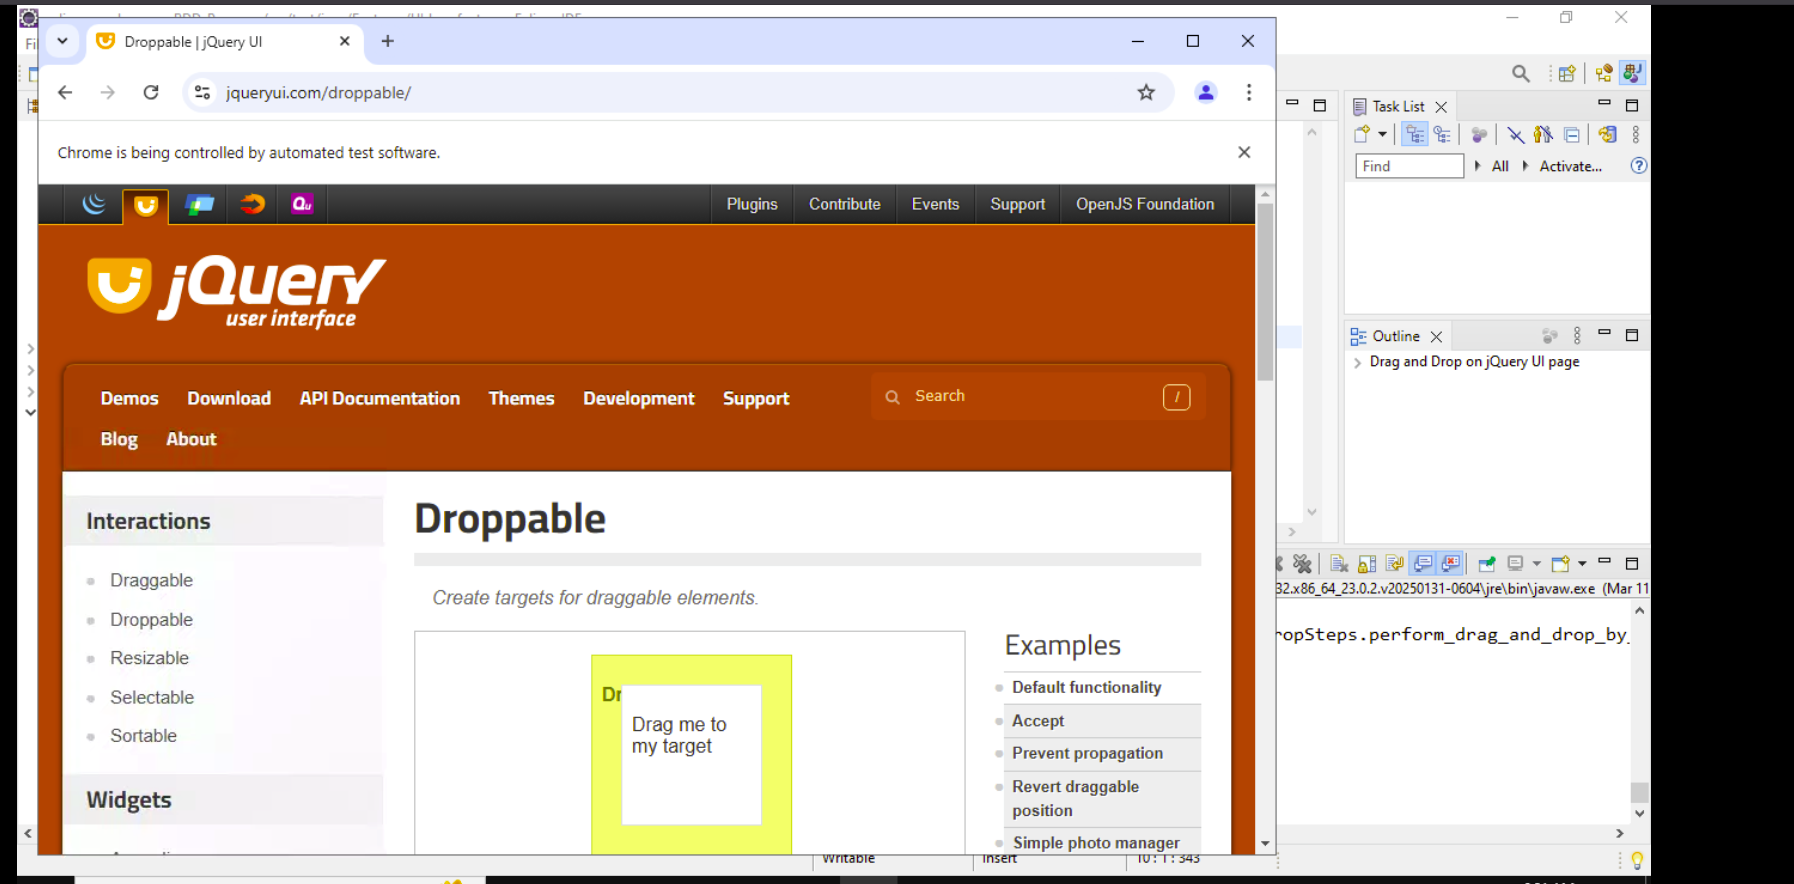 Droppable | jQuery UI
Fi
jqueryui.com/droppable/
Chrome is being controlled by automated test software.
Plugins Contribute Events Support OpenJS Foundation
jQuery
user interface
Demos Download API Documentation Themes Development Support
Search /
Blog About
Interactions
Draggable
Droppable
Resizable
Selectable
Sortable
Widgets
Droppable
Create targets for draggable elements.
Dr
Drag me to
my target
Examples
Default functionality
Accept
Prevent propagation
Revert draggable
position
Simple photo manager
Task List
Find All Activate...
Outline
Drag and Drop on jQuery UI page
32.x86_64_23.0.2.v20250131-0604\jre\bin\javaw.exe (Mar 11
ropSteps.perform_drag_and_drop_by_
Writable Insert 10 : 1 : 343